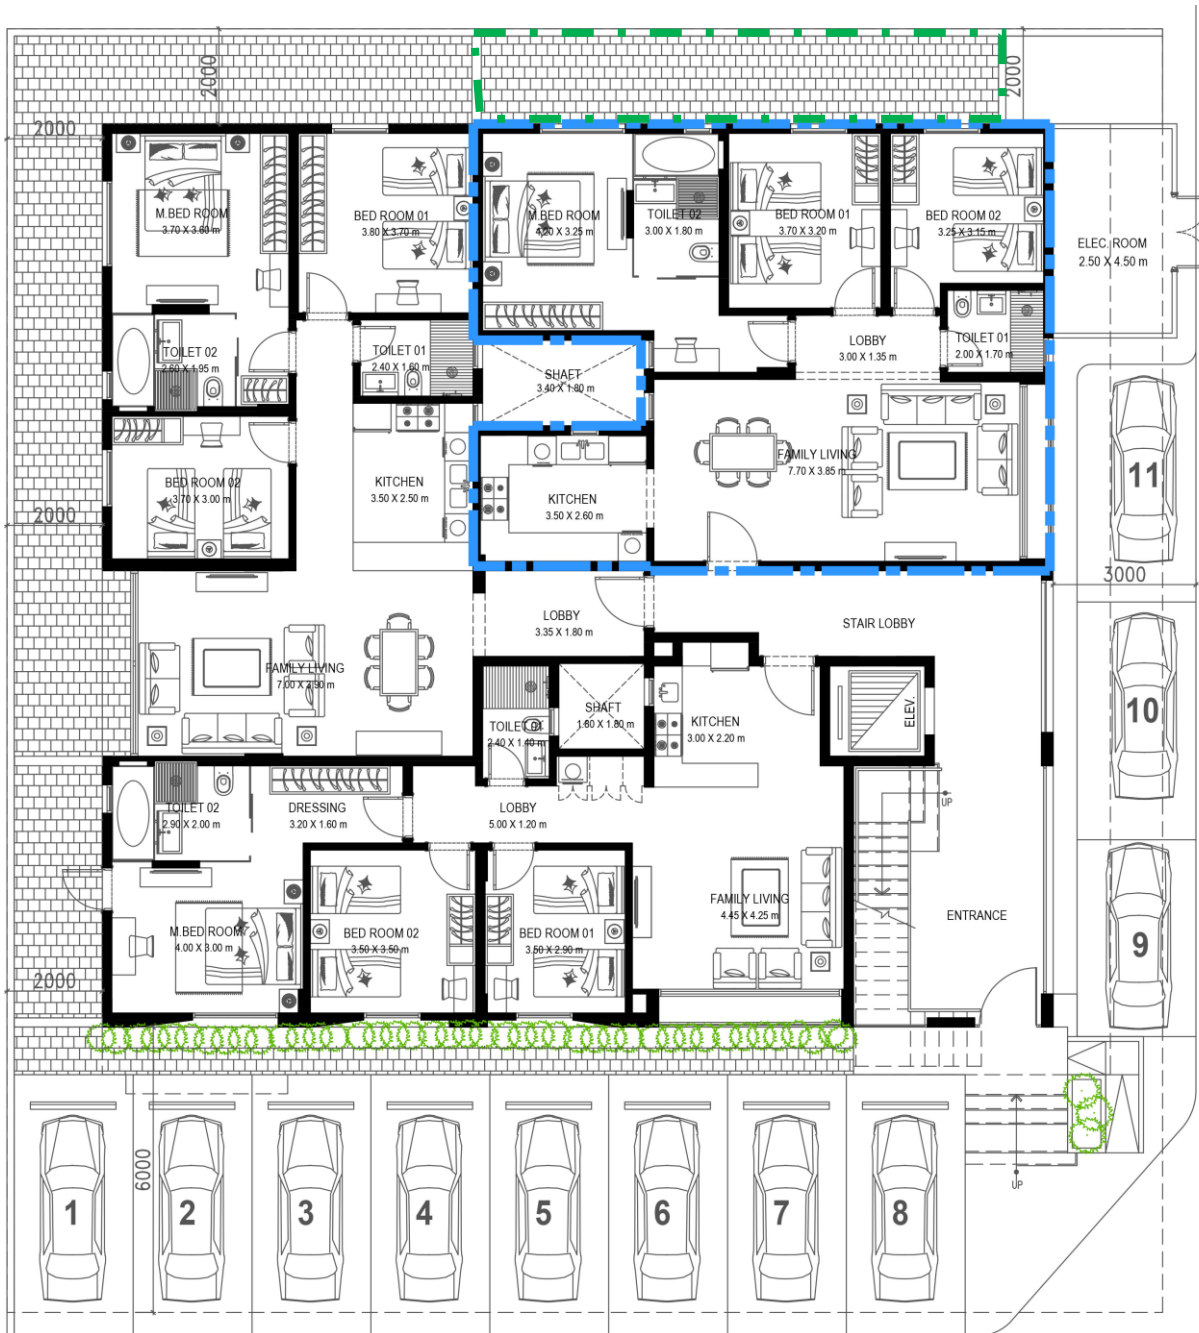 2000
2000
2000
M.BED ROOM
3.70 X 3.60 m
BED ROOM 01
3.80 X 3.70 m
M.BED ROOM
4.20 X 3.25 m
TOILET 02
3.00 X 1.80 m
BED ROOM 01
3.70 X 3.20 m
BED ROOM 02
3.25 X 3.15 m
ELEC. ROOM
2.50 X 4.50 m
TOILET 02
2.60 X 1.95 m
TOILET 01
2.40 X 1.60 m
SHAFT
3.40 X 1.80 m
LOBBY
3.00 X 1.35 m
TOILET 01
2.00 X 1.70 m
BED ROOM 02
3.70 X 3.00 m
KITCHEN
3.50 X 2.50 m
KITCHEN
3.50 X 2.60 m
FAMILY LIVING
7.70 X 3.85 m
11
2000
3000
LOBBY
3.35 X 1.80 m
STAIR LOBBY
FAMILY LIVING
7.00 X 3.90 m
TOILET 01
2.40 X 1.40 m
SHAFT
1.80 X 1.80 m
KITCHEN
3.00 X 2.20 m
ELEV.
10
TOILET 02
2.90 X 2.00 m
DRESSING
3.20 X 1.60 m
LOBBY
5.00 X 1.20 m
UP
M.BED ROOM
4.00 X 3.00 m
BED ROOM 02
3.50 X 3.50 m
BED ROOM 01
3.50 X 2.90 m
FAMILY LIVING
4.45 X 4.25 m
ENTRANCE
9
2000
6000
UP
1
2
3
4
5
6
7
8